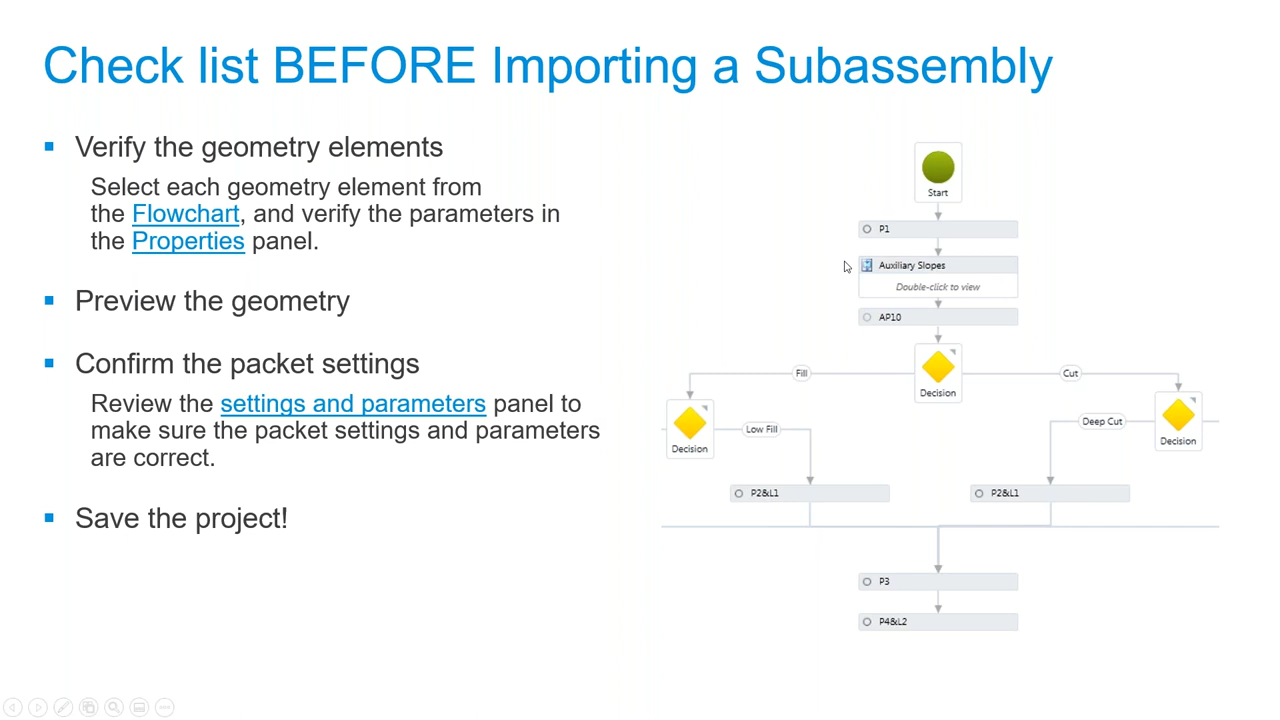 Check list BEFORE Importing a Subassembly
▪ Verify the geometry elements
Select each geometry element from
the Flowchart, and verify the parameters in
the Properties panel.
▪ Preview the geometry
▪ Confirm the packet settings
Review the settings and parameters panel to
make sure the packet settings and parameters
are correct.
▪ Save the project!
Start
P1
Auxiliary Slopes
Double-click to view
AP10
Decision
Fill
Cut
Decision
Low Fill
Deep Cut
Decision
P2&L1
P2&L1
P3
P4&L2